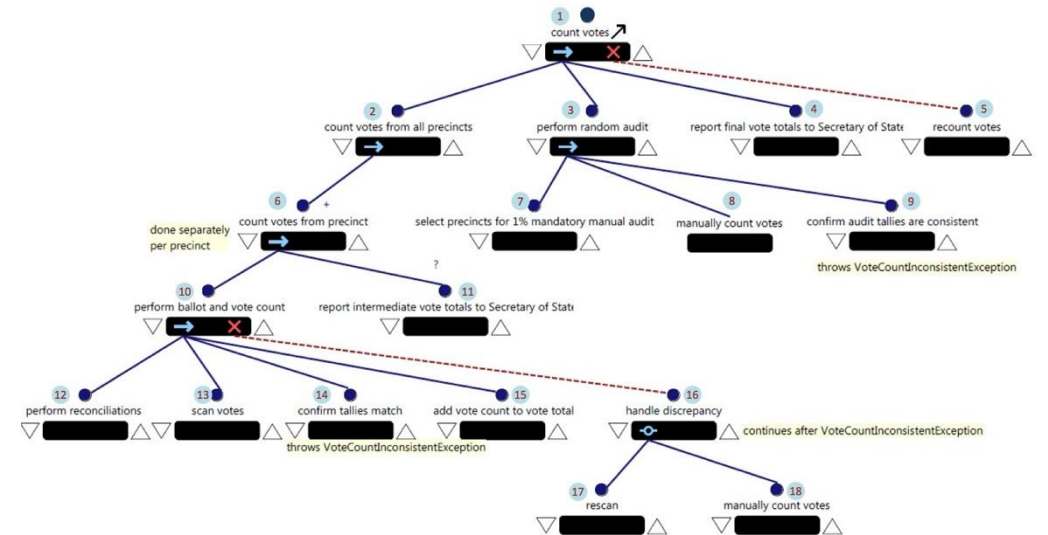 1
count votes
2
3
4
5
count votes from all precincts
perform random audit
report final vote totals to Secretary of State
recount votes
6
+
7
8
9
done separately
per precinct
count votes from precinct
select precincts for 1% mandatory manual audit
manually count votes
confirm audit tallies are consistent
throws VoteCountInconsistentException
?
10
11
perform ballot and vote count
report intermediate vote totals to Secretary of State
12
13
14
15
16
perform reconciliations
scan votes
confirm tallies match
add vote count to vote total
handle discrepancy
throws VoteCountInconsistentException
continues after VoteCountInconsistentException
17
18
rescan
manually count votes